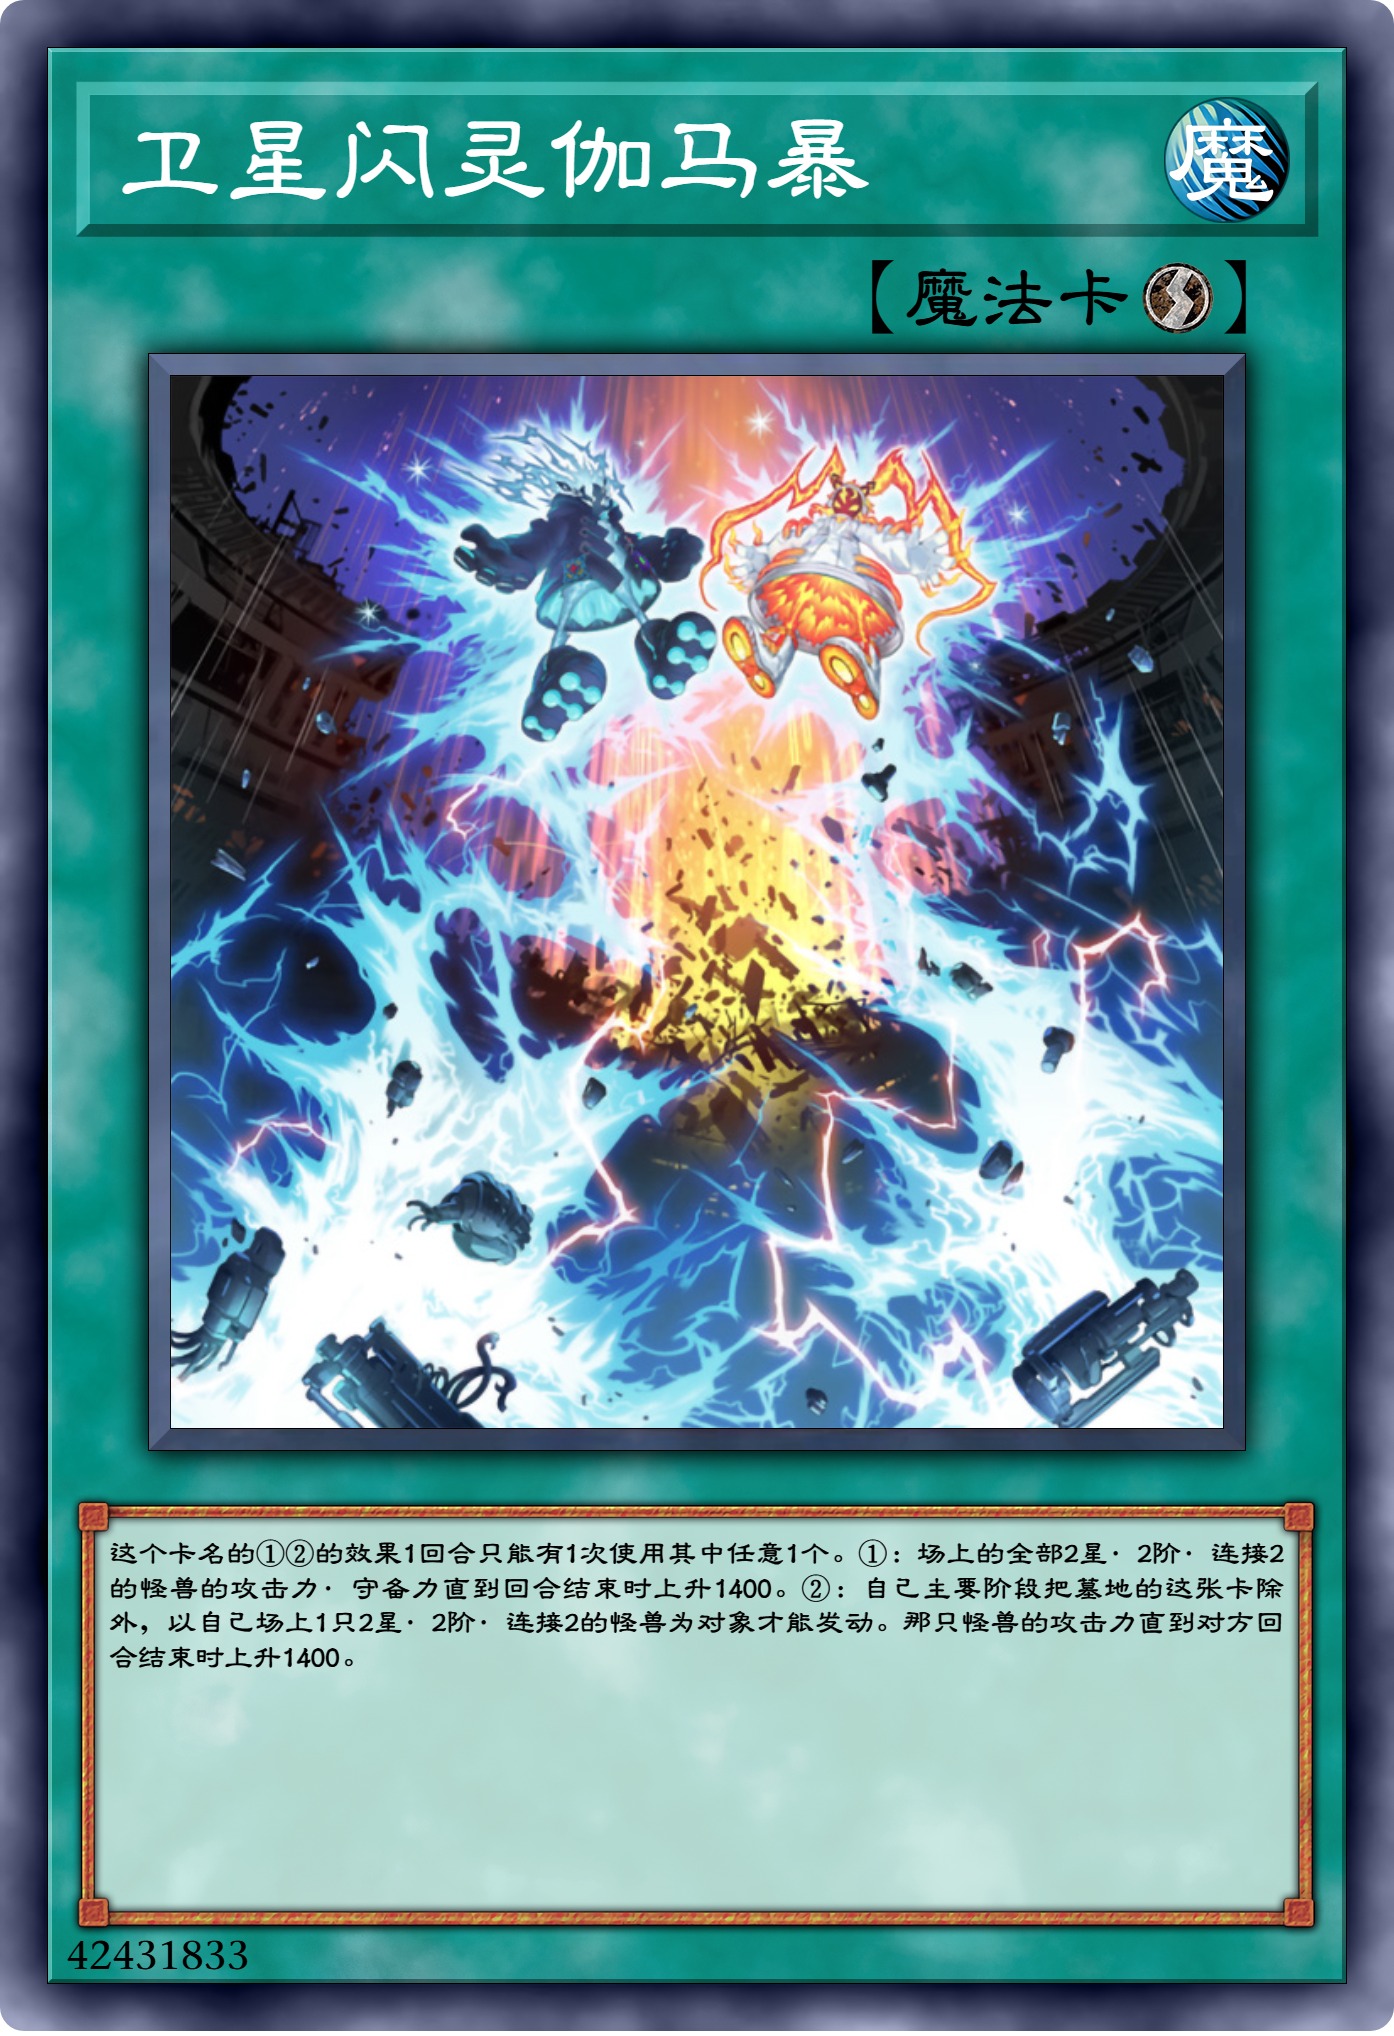 卫星闪灵伽马暴
魔
【魔法卡】
这个卡名的①②的效果1回合只能有1次使用其中任意1个。①：场上的全部2星·2阶·连接2
的怪兽的攻击力·守备力直到回合结束时上升1400。②：自己主要阶段把墓地的这张卡除
外，以自己场上1只2星·2阶·连接2的怪兽为对象才能发动。那只怪兽的攻击力直到对方回
合结束时上升1400。
42431833